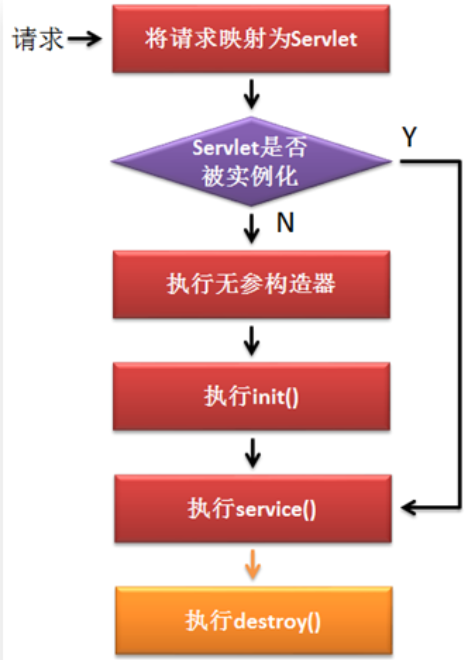 请求
将请求映射为Servlet
Servlet是否
被实例化
Y
N
执行无参构造器
执行init()
执行service()
执行destroy()